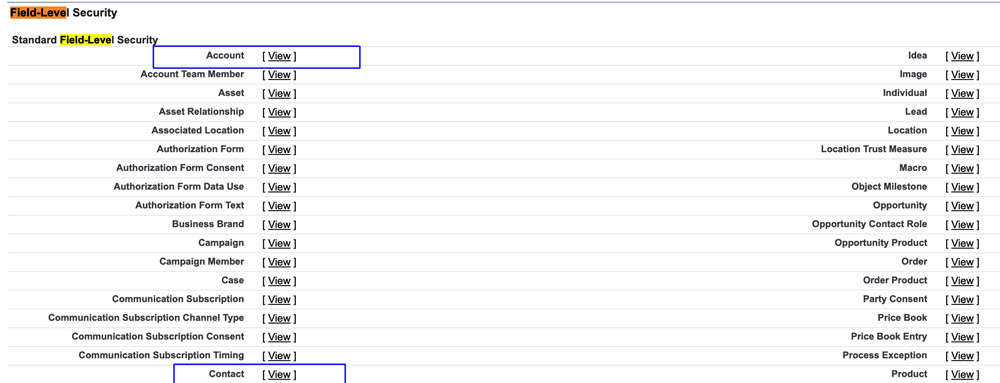 Field-Level Security
Standard Field-Level Security
Account [ View ] Idea [ View ]
Account Team Member [ View ] Image [ View ]
Asset [ View ] Individual [ View ]
Asset Relationship [ View ] Lead [ View ]
Associated Location [ View ] Location [ View ]
Authorization Form [ View ] Location Trust Measure [ View ]
Authorization Form Consent [ View ] Macro [ View ]
Authorization Form Data Use [ View ] Object Milestone [ View ]
Authorization Form Text [ View ] Opportunity [ View ]
Business Brand [ View ] Opportunity Contact Role [ View ]
Campaign [ View ] Opportunity Product [ View ]
Campaign Member [ View ] Order [ View ]
Case [ View ] Order Product [ View ]
Communication Subscription [ View ] Party Consent [ View ]
Communication Subscription Channel Type [ View ] Price Book [ View ]
Communication Subscription Consent [ View ] Price Book Entry [ View ]
Communication Subscription Timing [ View ] Process Exception [ View ]
Contact [ View ] Product [ View ]